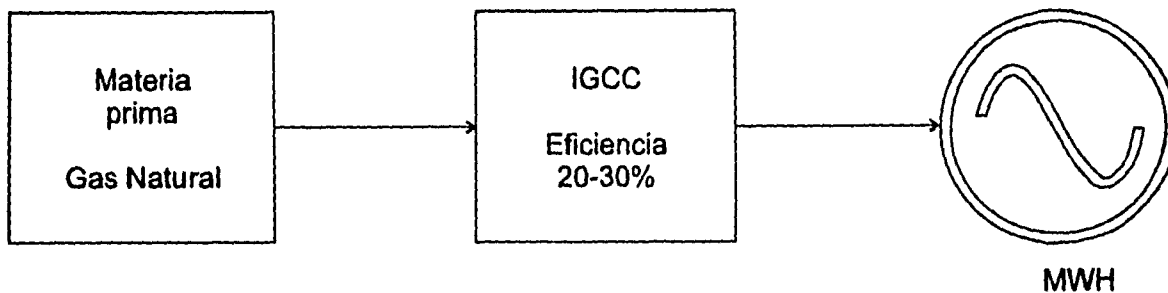 Materia
prima
Gas Natural
IGCC
Eficiencia
20-30%
MWH